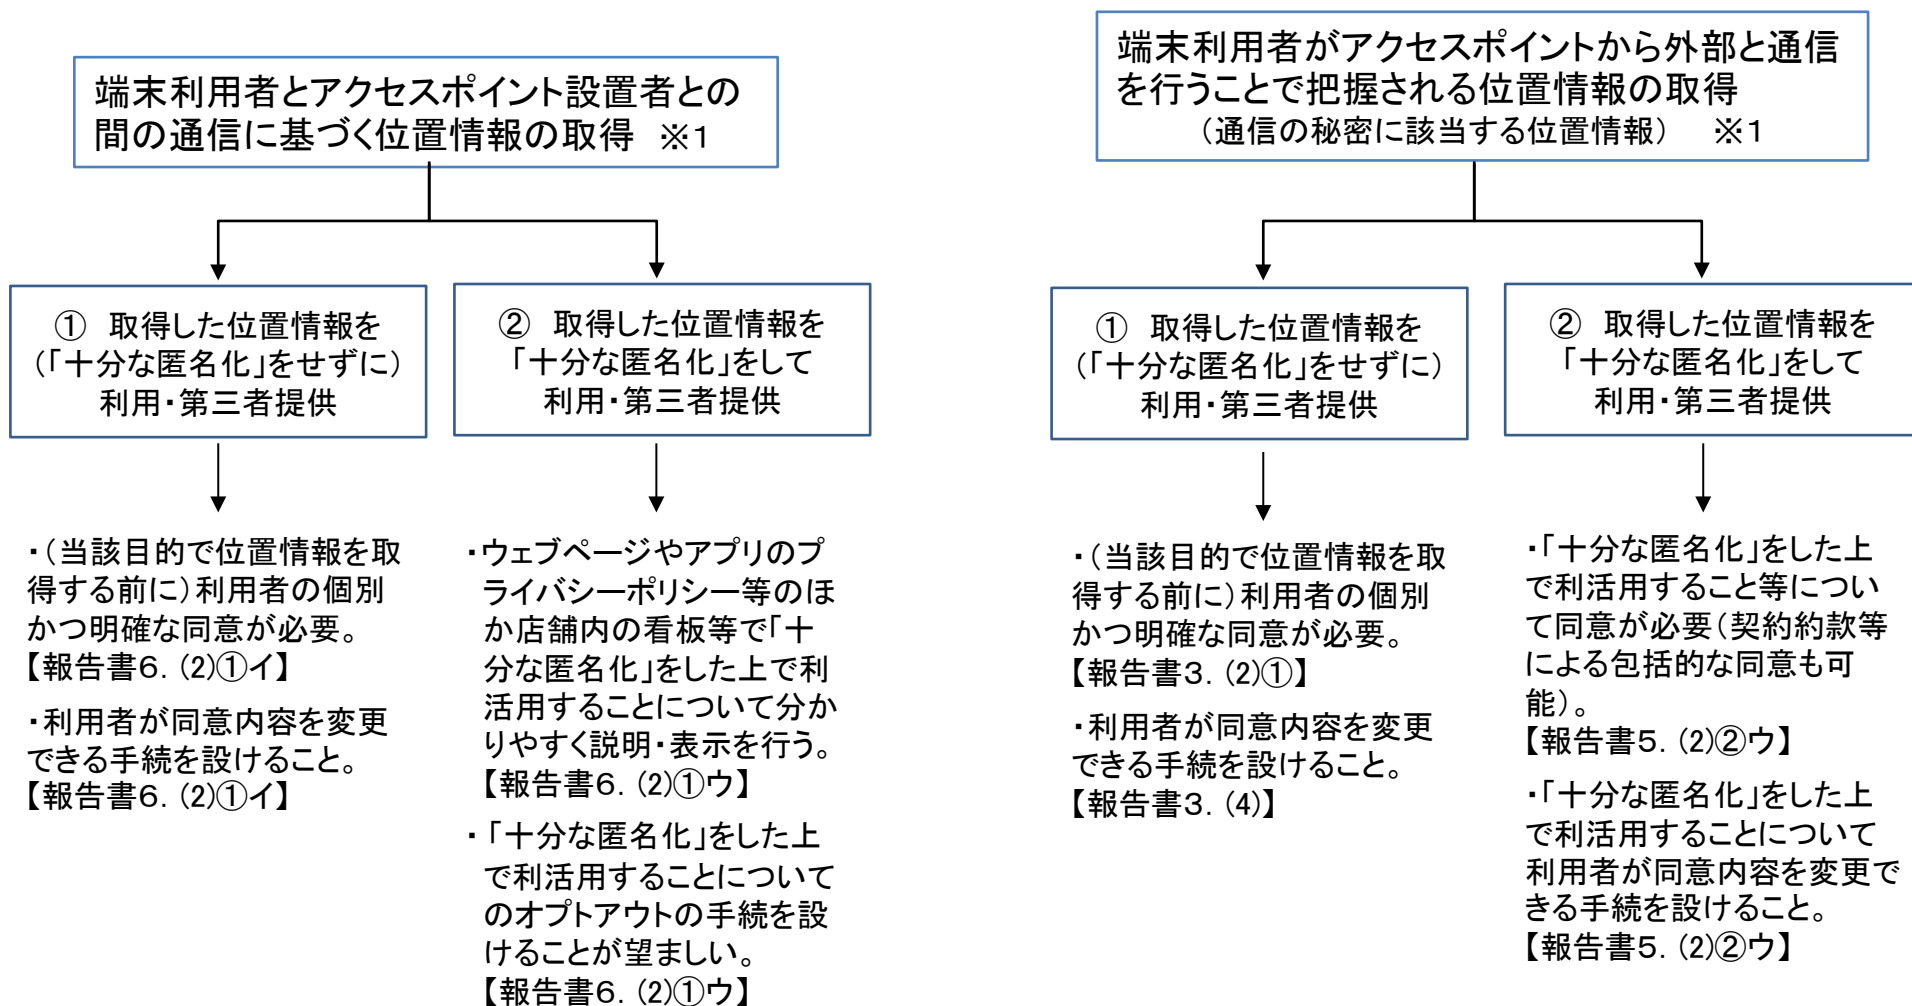 端末利用者とアクセスポイント設置者との
間の通信に基づく位置情報の取得 ※1
① 取得した位置情報を
(「十分な匿名化」をせずに)
利用・第三者提供
・(当該目的で位置情報を取
得する前に)利用者の個別
かつ明確な同意が必要。
【報告書6.(2)①イ】
・利用者が同意内容を変更
できる手続を設けること。
【報告書6.(2)①イ】
② 取得した位置情報を
「十分な匿名化」をして
利用・第三者提供
・ウェブページやアプリのプ
ライバシーポリシー等のほ
か店舗内の看板等で「十
分な匿名化」をした上で利
活用することについて分か
りやすく説明・表示を行う。
【報告書6.(2)①ウ】
・「十分な匿名化」をした上
で利活用することについて
のオプトアウトの手続を設
けることが望ましい。
【報告書6.(2)①ウ】
端末利用者がアクセスポイントから外部と通信
を行うことで把握される位置情報の取得
(通信の秘密に該当する位置情報) ※1
① 取得した位置情報を
(「十分な匿名化」をせずに)
利用・第三者提供
・(当該目的で位置情報を取
得する前に)利用者の個別
かつ明確な同意が必要。
【報告書3.(2)①】
・利用者が同意内容を変更
できる手続を設けること。
【報告書3.(4)】
② 取得した位置情報を
「十分な匿名化」をして
利用・第三者提供
・「十分な匿名化」をした上
で利活用すること等につい
て同意が必要(契約約款等
による包括的な同意も可
能)。
【報告書5.(2)②ウ】
・「十分な匿名化」をした上
で利活用することについて
利用者が同意内容を変更で
きる手続を設けること。
【報告書5.(2)②ウ】